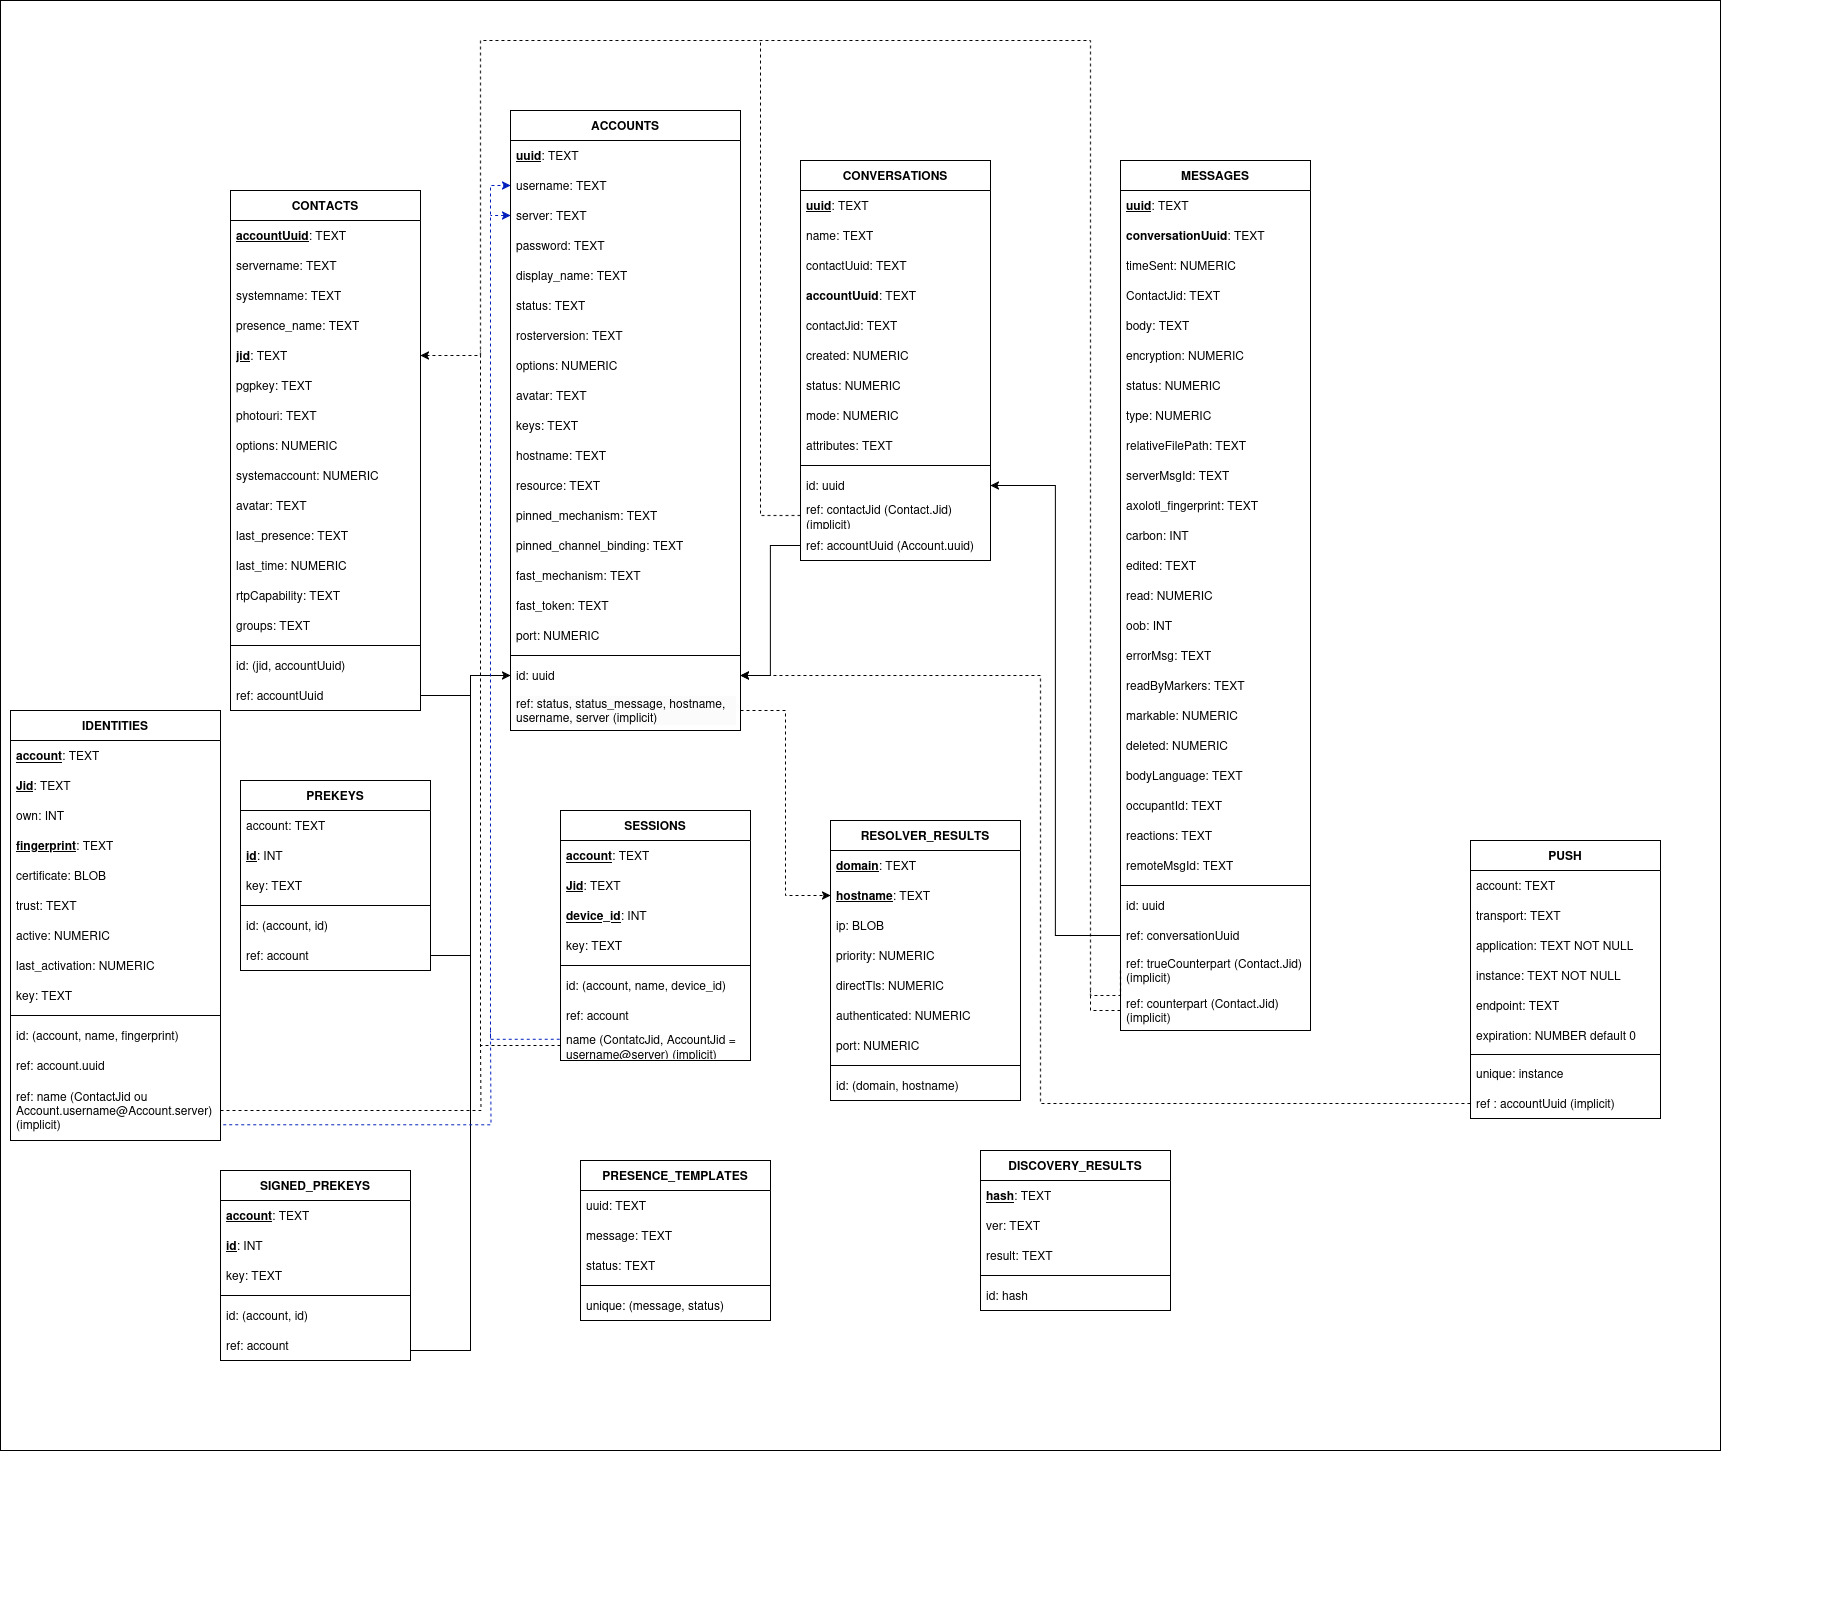 ACCOUNTS
uuid: TEXT
username: TEXT
server: TEXT
password: TEXT
display_name: TEXT
status: TEXT
rosterversion: TEXT
options: NUMERIC
avatar: TEXT
keys: TEXT
hostname: TEXT
resource: TEXT
pinned_mechanism: TEXT
pinned_channel_binding: TEXT
fast_mechanism: TEXT
fast_token: TEXT
port: NUMERIC
id: uuid
ref: status, status_message, hostname,
username, server (implicit)
CONTACTS
accountUuid: TEXT
servername: TEXT
systemname: TEXT
presence_name: TEXT
jid: TEXT
pgpkey: TEXT
photouri: TEXT
options: NUMERIC
systemaccount: NUMERIC
avatar: TEXT
last_presence: TEXT
last_time: NUMERIC
rtpCapability: TEXT
groups: TEXT
id: (jid, accountUuid)
ref: accountUuid
CONVERSATIONS
uuid: TEXT
name: TEXT
contactUuid: TEXT
accountUuid: TEXT
contactJid: TEXT
created: NUMERIC
status: NUMERIC
mode: NUMERIC
attributes: TEXT
id: uuid
ref: contactJid (Contact.Jid)
(implicit)
ref: accountUuid (Account.uuid)
MESSAGES
uuid: TEXT
conversationUuid: TEXT
timeSent: NUMERIC
ContactJid: TEXT
body: TEXT
encryption: NUMERIC
status: NUMERIC
type: NUMERIC
relativeFilePath: TEXT
serverMsgId: TEXT
axolotl_fingerprint: TEXT
carbon: INT
edited: TEXT
read: NUMERIC
oob: INT
errorMsg: TEXT
readByMarkers: TEXT
markable: NUMERIC
deleted: NUMERIC
bodyLanguage: TEXT
occupantId: TEXT
reactions: TEXT
remoteMsgId: TEXT
id: uuid
ref: conversationUuid
ref: trueCounterpart (Contact.Jid)
(implicit)
ref: counterpart (Contact.Jid)
(implicit)
IDENTITIES
account: TEXT
Jid: TEXT
own: INT
fingerprint: TEXT
certificate: BLOB
trust: TEXT
active: NUMERIC
last_activation: NUMERIC
key: TEXT
id: (account, name, fingerprint)
ref: account.uuid
ref: name (ContactJid ou
Account.username@Account.server)
(implicit)
PREKEYS
account: TEXT
id: INT
key: TEXT
id: (account, id)
ref: account
SESSIONS
account: TEXT
Jid: TEXT
device_id: INT
key: TEXT
id: (account, name, device_id)
ref: account
name (ContatcJid, AccountJid =
username@server) (implicit)
RESOLVER_RESULTS
domain: TEXT
hostname: TEXT
ip: BLOB
priority: NUMERIC
directTls: NUMERIC
authenticated: NUMERIC
port: NUMERIC
id: (domain, hostname)
PUSH
account: TEXT
transport: TEXT
application: TEXT NOT NULL
instance: TEXT NOT NULL
endpoint: TEXT
expiration: NUMBER default 0
unique: instance
ref : accountUuid (implicit)
SIGNED_PREKEYS
account: TEXT
id: INT
key: TEXT
id: (account, id)
ref: account
PRESENCE_TEMPLATES
uuid: TEXT
message: TEXT
status: TEXT
unique: (message, status)
DISCOVERY_RESULTS
hash: TEXT
ver: TEXT
result: TEXT
id: hash